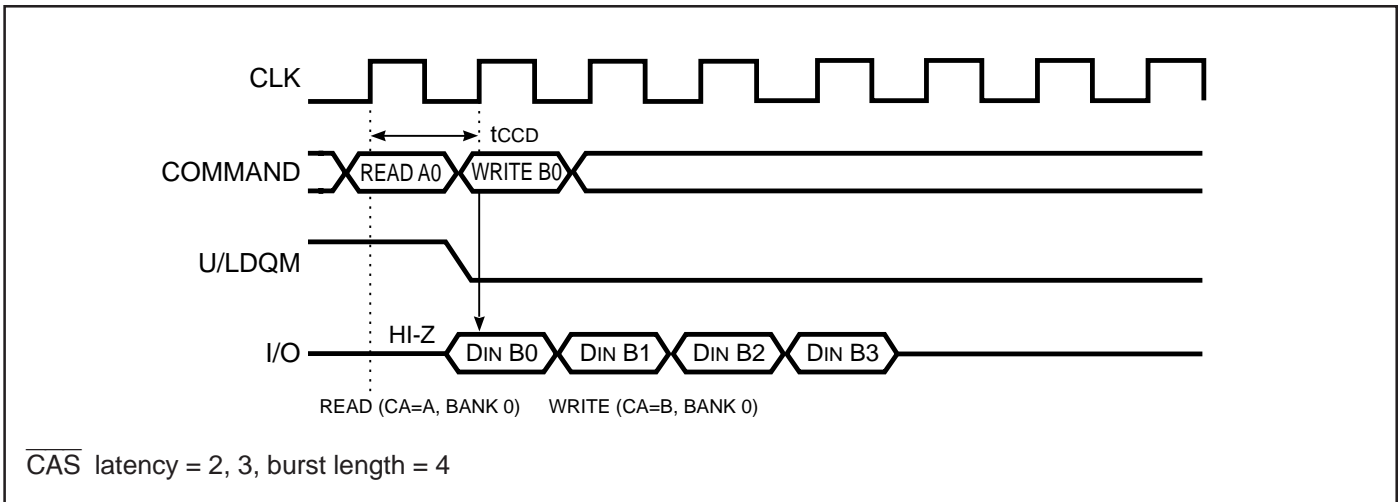 CLK
tCCD
COMMAND READ A0 WRITE B0
U/LDQM
HI-Z
I/O DIN B0 DIN B1 DIN B2 DIN B3
READ (CA=A, BANK 0) WRITE (CA=B, BANK 0)
CAS latency = 2, 3, burst length = 4